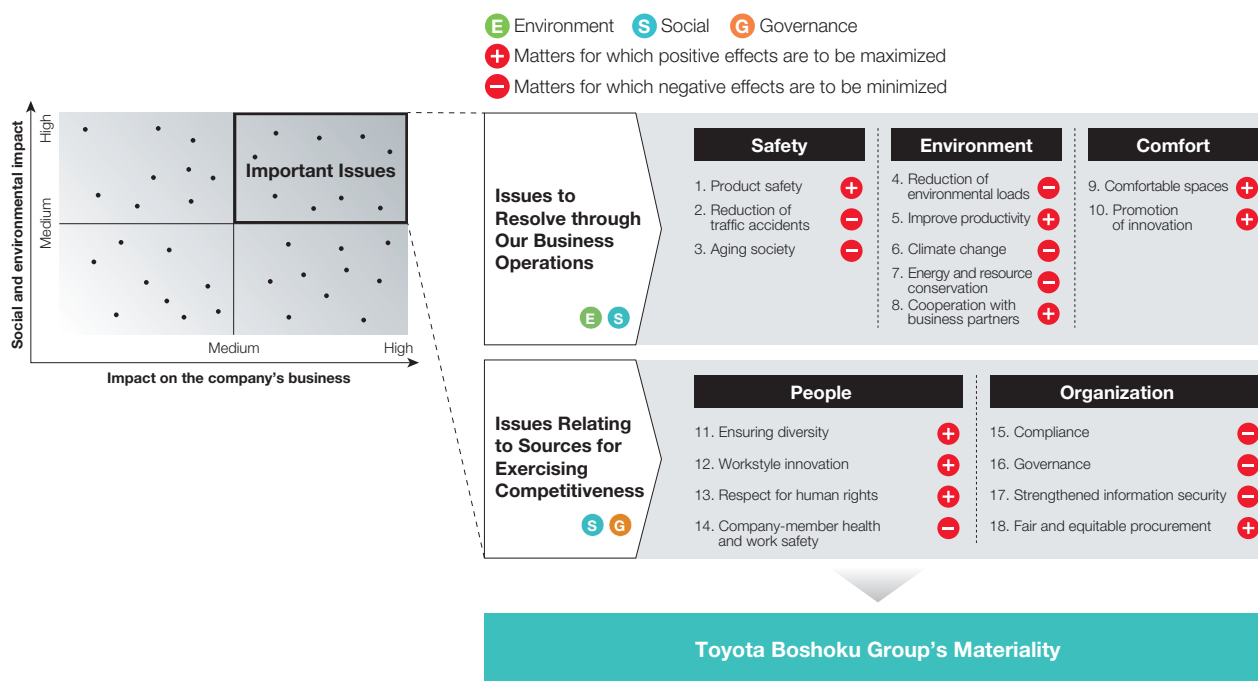 E Environment S Social G Governance
+ Matters for which positive effects are to be maximized
− Matters for which negative effects are to be minimized
Social and environmental impact
High
Medium
Important Issues
Medium
High
Impact on the company's business
Issues to
Resolve through
Our Business
Operations
E S
Safety
1. Product safety +
2. Reduction of
traffic accidents −
3. Aging society −
Environment
4. Reduction of
environmental loads −
5. Improve productivity +
6. Climate change −
7. Energy and resource
conservation −
8. Cooperation with
business partners +
Comfort
9. Comfortable spaces +
10. Promotion
of innovation +
Issues Relating
to Sources for
Exercising
Competitiveness
S G
People
11. Ensuring diversity +
12. Workstyle innovation +
13. Respect for human rights +
14. Company-member health
and work safety −
Organization
15. Compliance −
16. Governance −
17. Strengthened information security −
18. Fair and equitable procurement +
Toyota Boshoku Group's Materiality